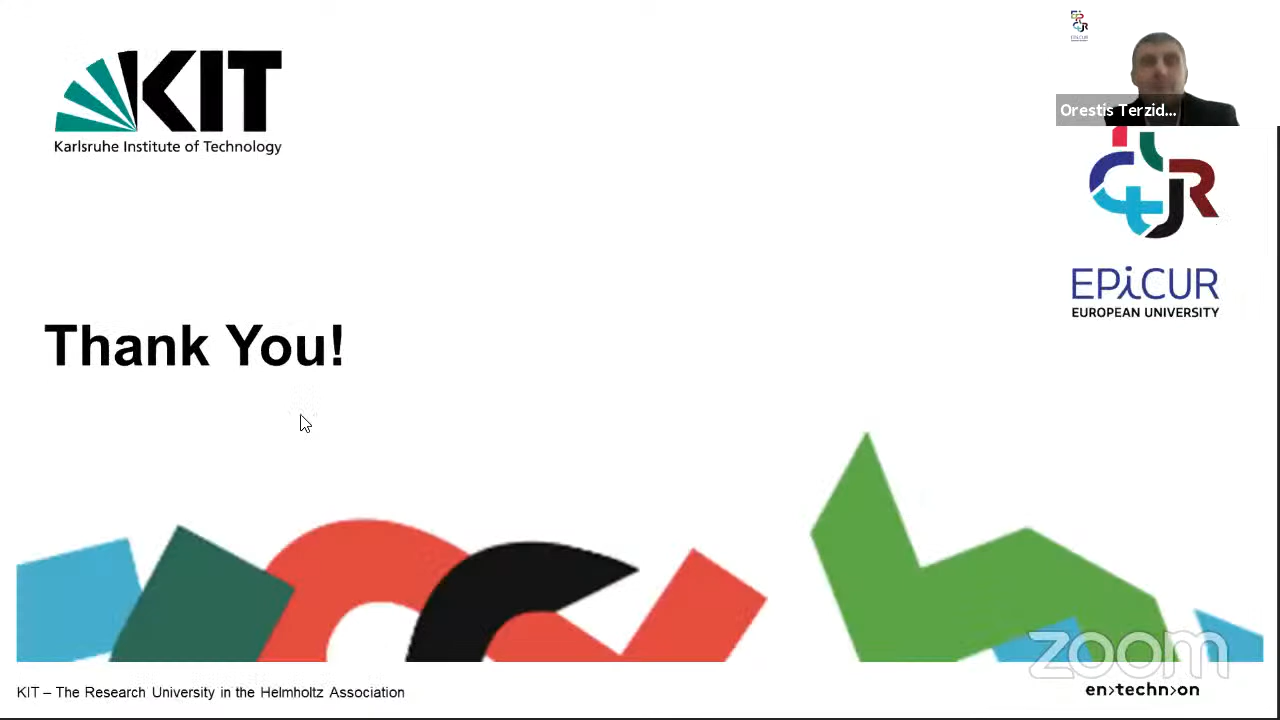 KIT
Karlsruhe Institute of Technology
Orestis Terzid...
EPiCUR
EUROPEAN UNIVERSITY
Thank You!
zoom
KIT – The Research University in the Helmholtz Association
en>techn>on